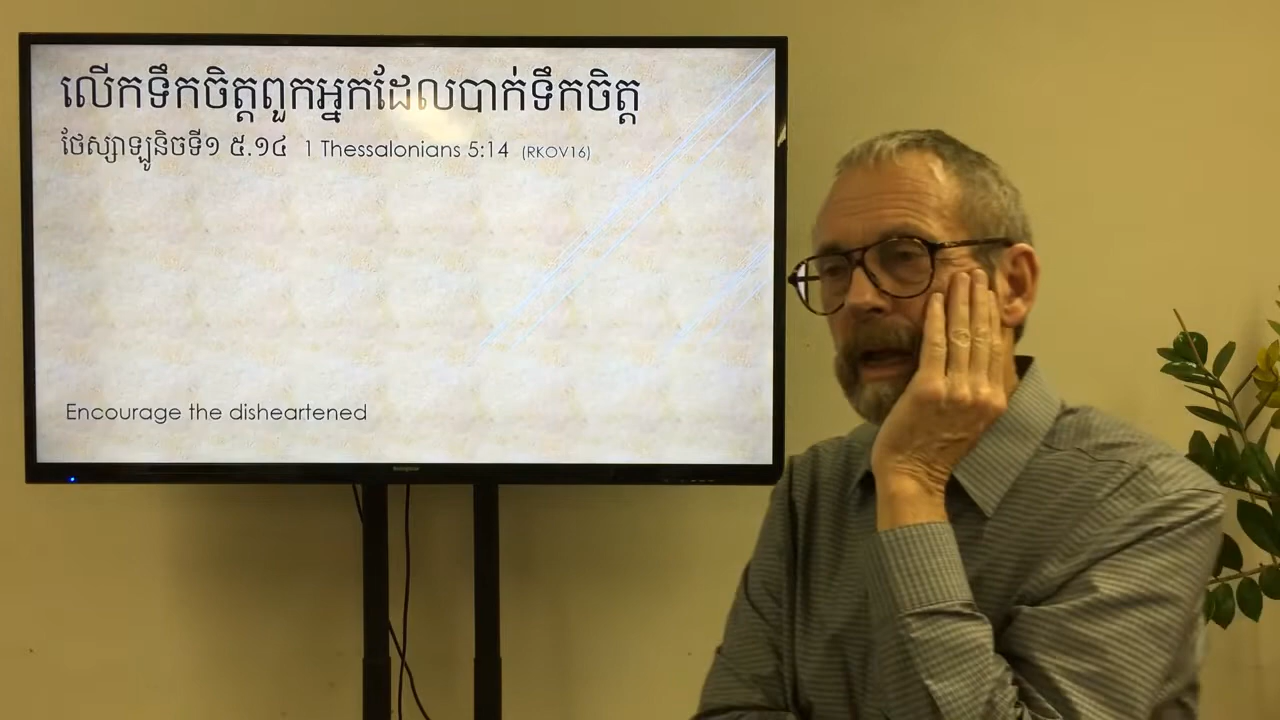 លើកទឹកចិត្តពួកអ្នកដែលបាក់ទឹកចិត្ត
ថែស្សាឡូនិចទី១ ៥.១៤ 1 Thessalonians 5:14 (RKOV16)
Encourage the disheartened